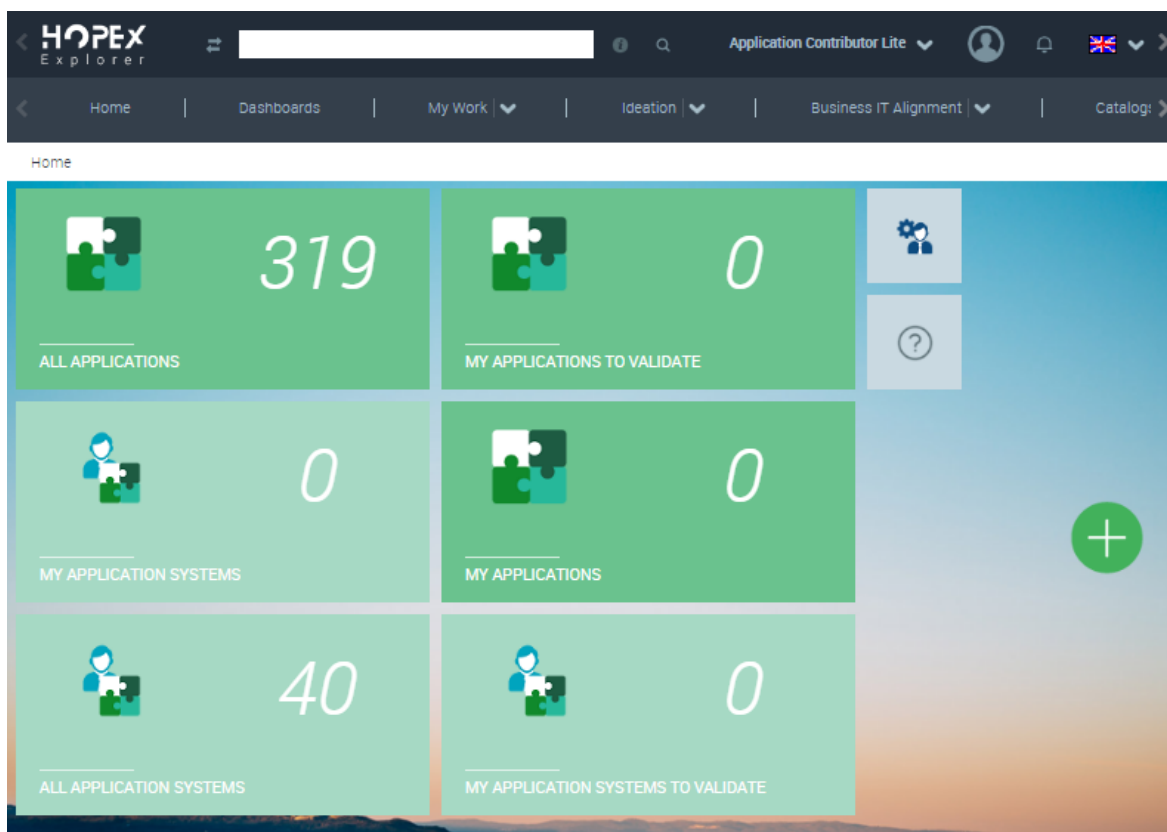 HOPEX
Explorer
Application Contributor Lite
Home
Dashboards
My Work
Ideation
Business IT Alignment
Catalogs
Home
319
ALL APPLICATIONS
0
MY APPLICATIONS TO VALIDATE
?
0
MY APPLICATION SYSTEMS
0
MY APPLICATIONS
40
ALL APPLICATION SYSTEMS
0
MY APPLICATION SYSTEMS TO VALIDATE